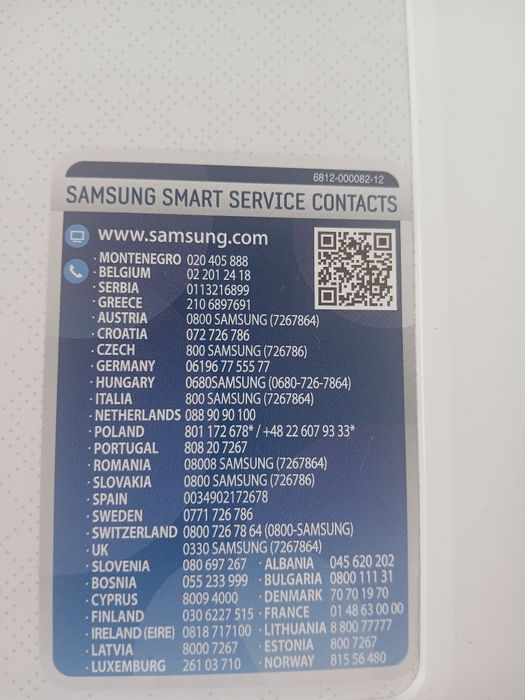 6812-000082-12
SAMSUNG SMART SERVICE CONTACTS
www.samsung.com
· MONTENEGRO 020 405 888
· BELGIUM 02 201 24 18
· SERBIA 0113216899
· GREECE 210 6897691
· AUSTRIA 0800 SAMSUNG (7267864)
· CROATIA 072 726 786
· CZECH 800 SAMSUNG (726786)
· GERMANY 06196 77 555 77
· HUNGARY 0680SAMSUNG (0680-726-7864)
· ITALIA 800 SAMSUNG (7267864)
· NETHERLANDS 088 90 90 100
· POLAND 801 172 678* / +48 22 607 93 33*
· PORTUGAL 808 20 7267
· ROMANIA 08008 SAMSUNG (7267864)
· SLOVAKIA 0800 SAMSUNG (726786)
· SPAIN 0034902172678
· SWEDEN 0771 726 786
· SWITZERLAND 0800 726 78 64 (0800-SAMSUNG)
· UK 0330 SAMSUNG (7267864)
· SLOVENIA 080 697 267 · ALBANIA 045 620 202
· BOSNIA 055 233 999 · BULGARIA 0800 111 31
· CYPRUS 8009 4000 · DENMARK 70 70 19 70
· FINLAND 030 6227 515 · FRANCE 01 48 63 00 00
· IRELAND (EIRE) 0818 717100 · LITHUANIA 8 800 77777
· LATVIA 8000 7267 · ESTONIA 800 7267
· LUXEMBURG 261 03 710 · NORWAY 815 56 480